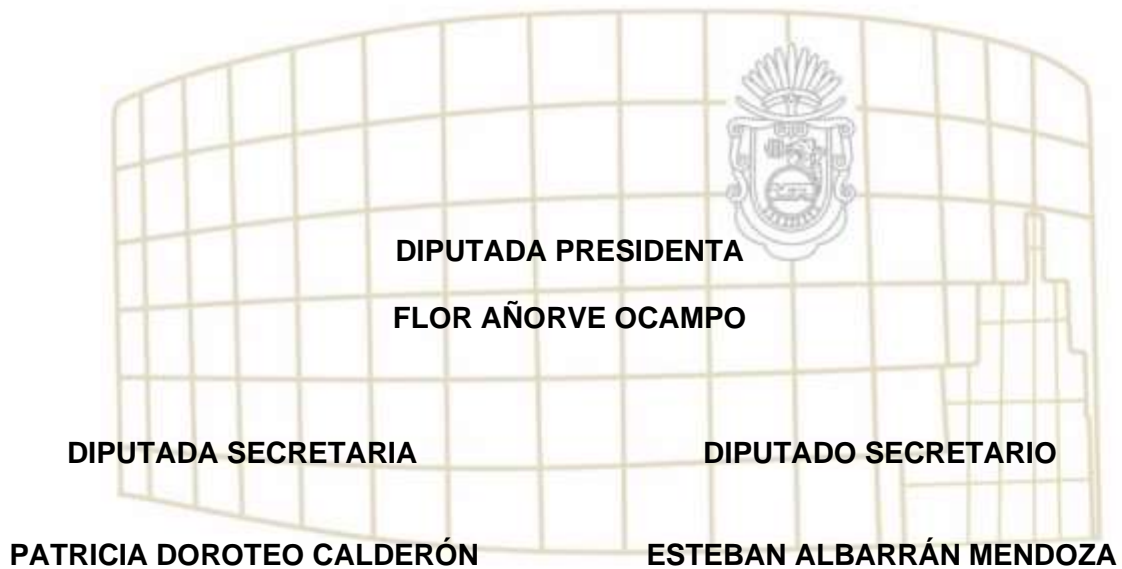 DIPUTADA PRESIDENTA
FLOR AÑORVE OCAMPO
DIPUTADA SECRETARIA
DIPUTADO SECRETARIO
PATRICIA DOROTEO CALDERÓN
ESTEBAN ALBARRÁN MENDOZA